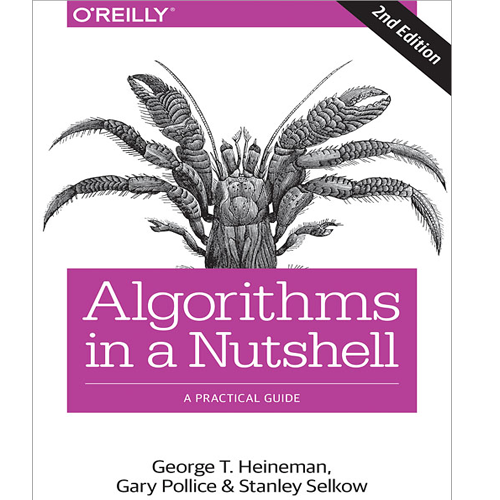 O'REILLY®
2nd Edition
Algorithms
in a Nutshell
A PRACTICAL GUIDE
George T. Heineman,
Gary Pollice & Stanley Selkow